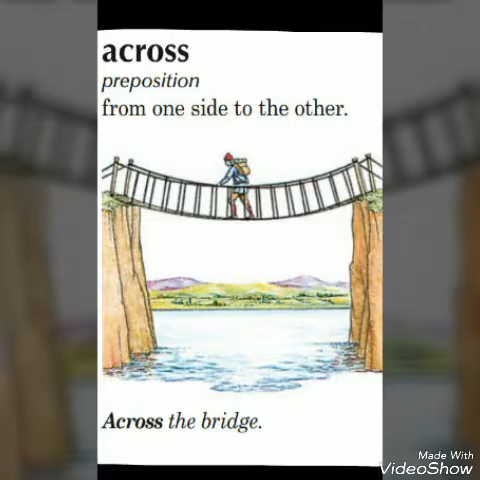 across
preposition
from one side to the other.
Across the bridge.
Made With
VideoShow